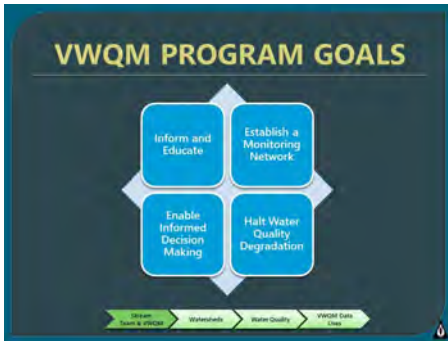 VWQM PROGRAM GOALS
Inform and
Educate
Establish a
Monitoring
Network
Enable
Informed
Decision
Making
Halt Water
Quality
Degradation
Stream
Team & VWQM
Watersheds
Water Quality
VWQM Data
Uses